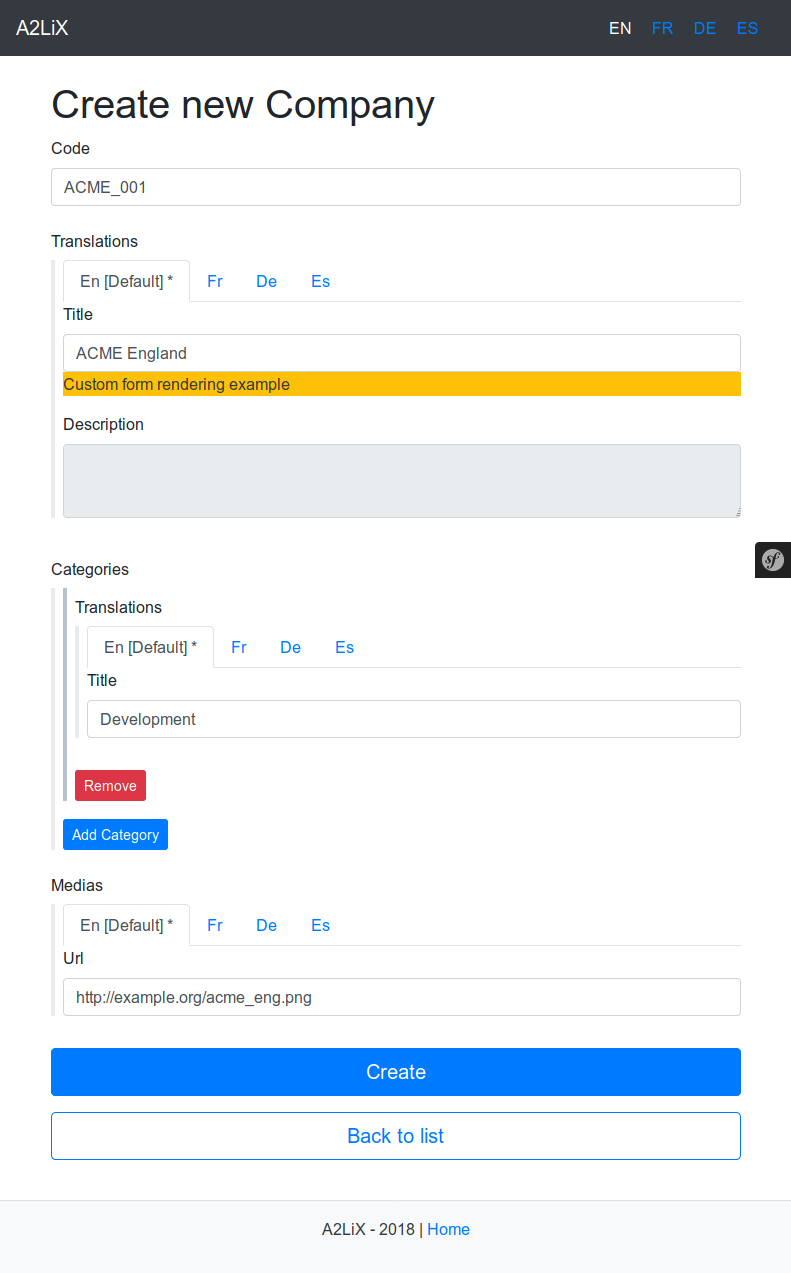 A2LiX EN FR DE ES
Create new Company
Code
ACME_001
Translations
En [Default] * Fr De Es
Title
ACME England
Custom form rendering example
Description
Categories
Translations
En [Default] * Fr De Es
Title
Development
Remove
Add Category
Medias
En [Default] * Fr De Es
Url
http://example.org/acme_eng.png
Create
Back to list
A2LiX - 2018 | Home